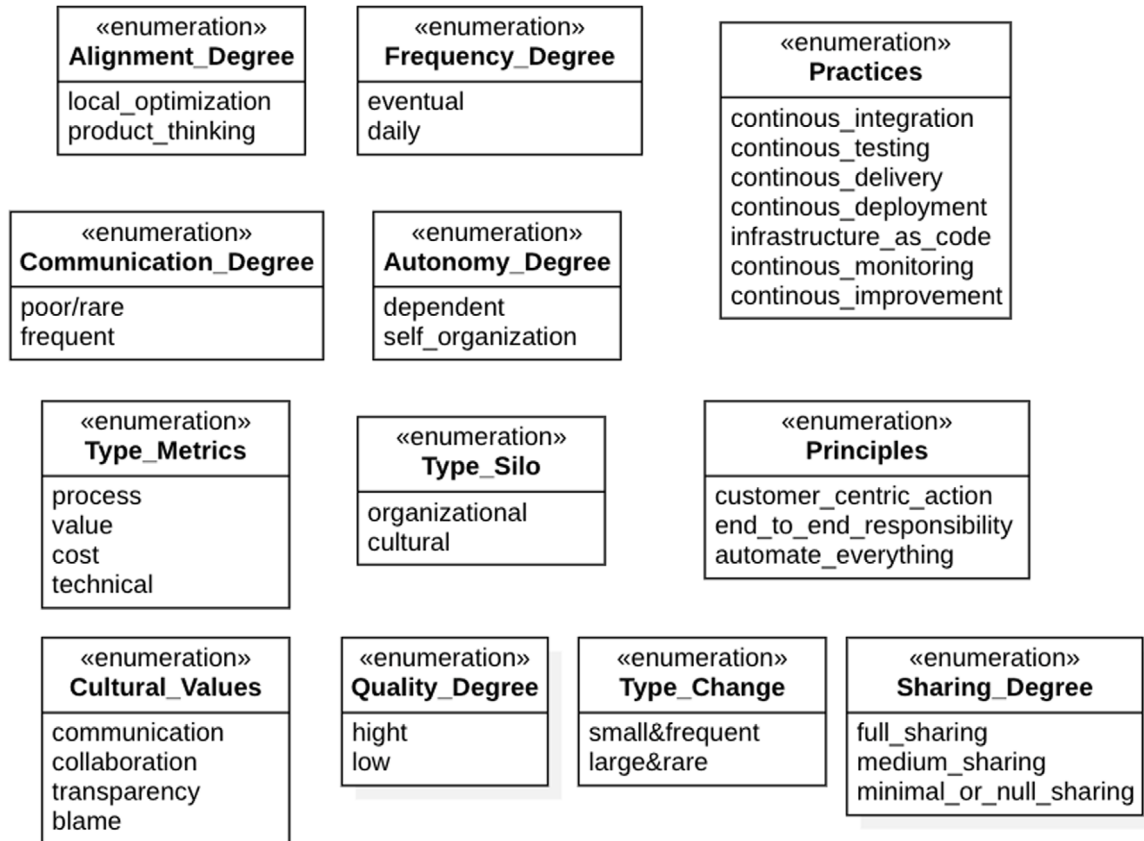 «enumeration»
Alignment_Degree
local_optimization
product_thinking
«enumeration»
Frequency_Degree
eventual
daily
«enumeration»
Practices
continous_integration
continous_testing
continous_delivery
continous_deployment
infrastructure_as_code
continous_monitoring
continous_improvement
«enumeration»
Communication_Degree
poor/rare
frequent
«enumeration»
Autonomy_Degree
dependent
self_organization
«enumeration»
Type_Metrics
process
value
cost
technical
«enumeration»
Type_Silo
organizational
cultural
«enumeration»
Principles
customer_centric_action
end_to_end_responsibility
automate_everything
«enumeration»
Cultural_Values
communication
collaboration
transparency
blame
«enumeration»
Quality_Degree
hight
low
«enumeration»
Type_Change
small&frequent
large&rare
«enumeration»
Sharing_Degree
full_sharing
medium_sharing
minimal_or_null_sharing